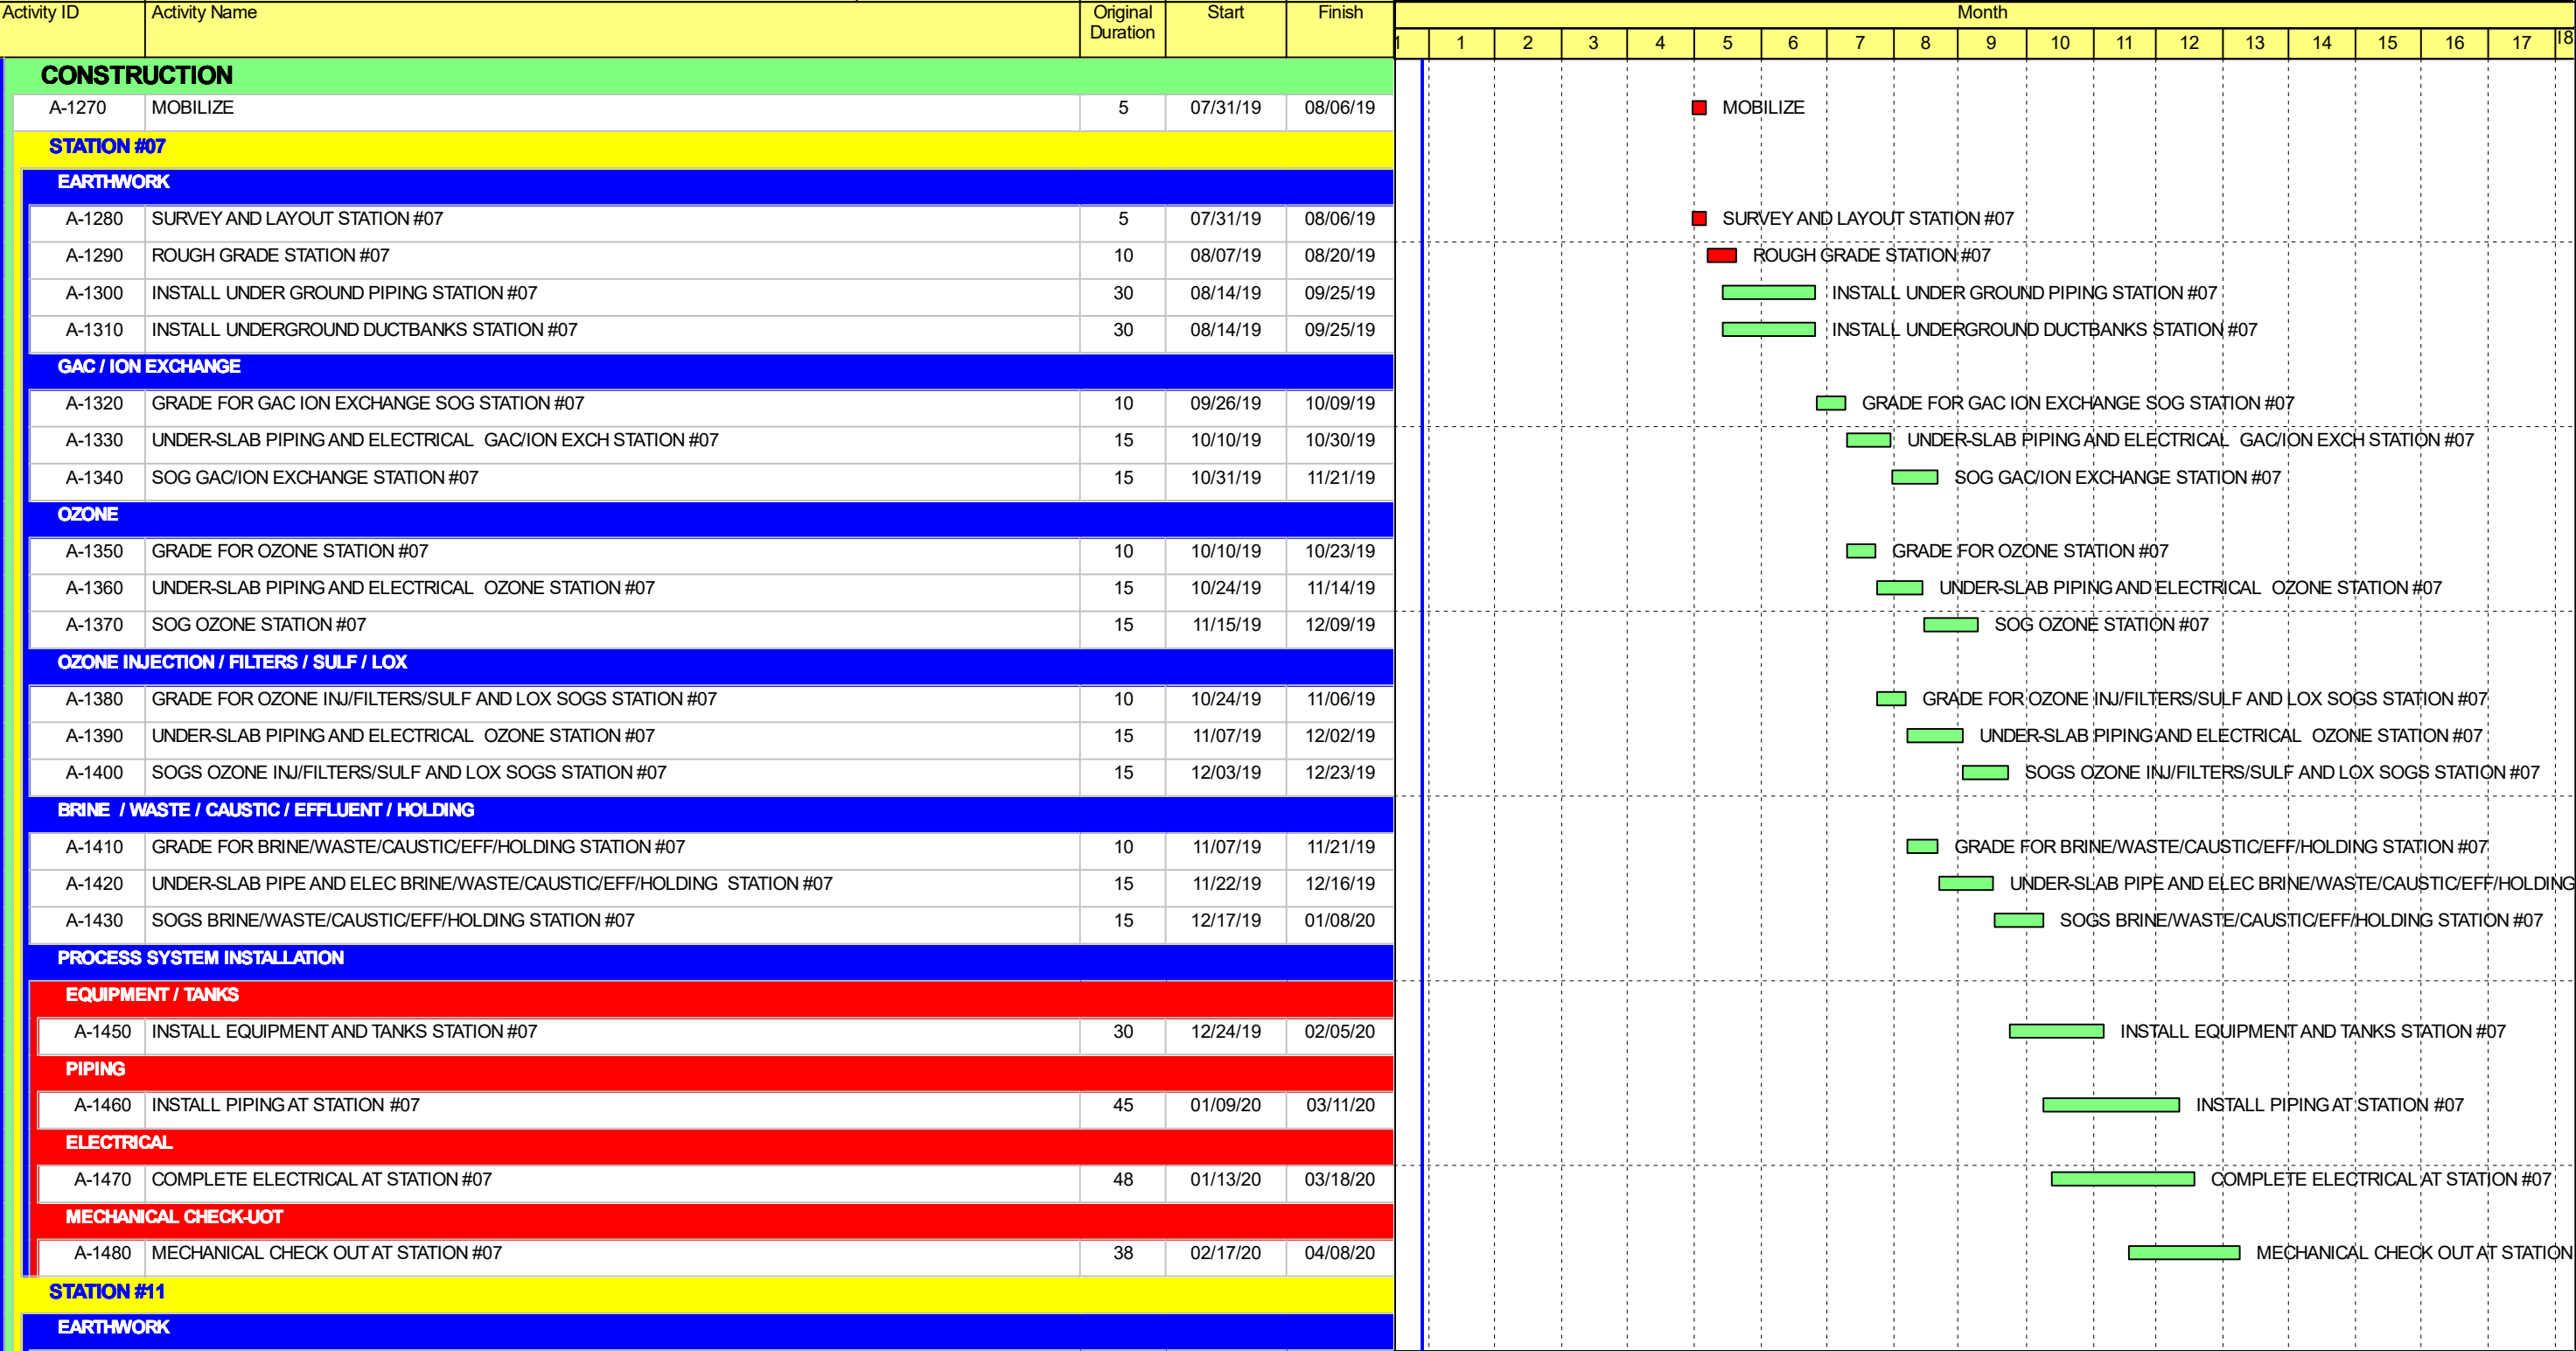 Activity ID Activity Name Original Duration Start Finish Month
1 1 2 3 4 5 6 7 8 9 10 11 12 13 14 15 16 17 18
CONSTRUCTION
A-1270 MOBILIZE 5 07/31/19 08/06/19 MOBILIZE
STATION #07
EARTHWORK
A-1280 SURVEY AND LAYOUT STATION #07 5 07/31/19 08/06/19 SURVEY AND LAYOUT STATION #07
A-1290 ROUGH GRADE STATION #07 10 08/07/19 08/20/19 ROUGH GRADE STATION #07
A-1300 INSTALL UNDER GROUND PIPING STATION #07 30 08/14/19 09/25/19 INSTALL UNDER GROUND PIPING STATION #07
A-1310 INSTALL UNDERGROUND DUCTBANKS STATION #07 30 08/14/19 09/25/19 INSTALL UNDERGROUND DUCTBANKS STATION #07
GAC / ION EXCHANGE
A-1320 GRADE FOR GAC ION EXCHANGE SOG STATION #07 10 09/26/19 10/09/19 GRADE FOR GAC ION EXCHANGE SOG STATION #07
A-1330 UNDER-SLAB PIPING AND ELECTRICAL GAC/ION EXCH STATION #07 15 10/10/19 10/30/19 UNDER-SLAB PIPING AND ELECTRICAL GAC/ION EXCH STATION #07
A-1340 SOG GAC/ION EXCHANGE STATION #07 15 10/31/19 11/21/19 SOG GAC/ION EXCHANGE STATION #07
OZONE
A-1350 GRADE FOR OZONE STATION #07 10 10/10/19 10/23/19 GRADE FOR OZONE STATION #07
A-1360 UNDER-SLAB PIPING AND ELECTRICAL OZONE STATION #07 15 10/24/19 11/14/19 UNDER-SLAB PIPING AND ELECTRICAL OZONE STATION #07
A-1370 SOG OZONE STATION #07 15 11/15/19 12/09/19 SOG OZONE STATION #07
OZONE INJECTION / FILTERS / SULF / LOX
A-1380 GRADE FOR OZONE INJ/FILTERS/SULF AND LOX SOGS STATION #07 10 10/24/19 11/06/19 GRADE FOR OZONE INJ/FILTERS/SULF AND LOX SOGS STATION #07
A-1390 UNDER-SLAB PIPING AND ELECTRICAL OZONE STATION #07 15 11/07/19 12/02/19 UNDER-SLAB PIPING AND ELECTRICAL OZONE STATION #07
A-1400 SOGS OZONE INJ/FILTERS/SULF AND LOX SOGS STATION #07 15 12/03/19 12/23/19 SOGS OZONE INJ/FILTERS/SULF AND LOX SOGS STATION #07
BRINE / WASTE / CAUSTIC / EFFLUENT / HOLDING
A-1410 GRADE FOR BRINE/WASTE/CAUSTIC/EFF/HOLDING STATION #07 10 11/07/19 11/21/19 GRADE FOR BRINE/WASTE/CAUSTIC/EFF/HOLDING STATION #07
A-1420 UNDER-SLAB PIPE AND ELEC BRINE/WASTE/CAUSTIC/EFF/HOLDING STATION #07 15 11/22/19 12/16/19 UNDER-SLAB PIPE AND ELEC BRINE/WASTE/CAUSTIC/EFF/HOLDING
A-1430 SOGS BRINE/WASTE/CAUSTIC/EFF/HOLDING STATION #07 15 12/17/19 01/08/20 SOGS BRINE/WASTE/CAUSTIC/EFF/HOLDING STATION #07
PROCESS SYSTEM INSTALLATION
EQUIPMENT / TANKS
A-1450 INSTALL EQUIPMENT AND TANKS STATION #07 30 12/24/19 02/05/20 INSTALL EQUIPMENT AND TANKS STATION #07
PIPING
A-1460 INSTALL PIPING AT STATION #07 45 01/09/20 03/11/20 INSTALL PIPING AT STATION #07
ELECTRICAL
A-1470 COMPLETE ELECTRICAL AT STATION #07 48 01/13/20 03/18/20 COMPLETE ELECTRICAL AT STATION #07
MECHANICAL CHECK-UOT
A-1480 MECHANICAL CHECK OUT AT STATION #07 38 02/17/20 04/08/20 MECHANICAL CHECK OUT AT STATION
STATION #11
EARTHWORK